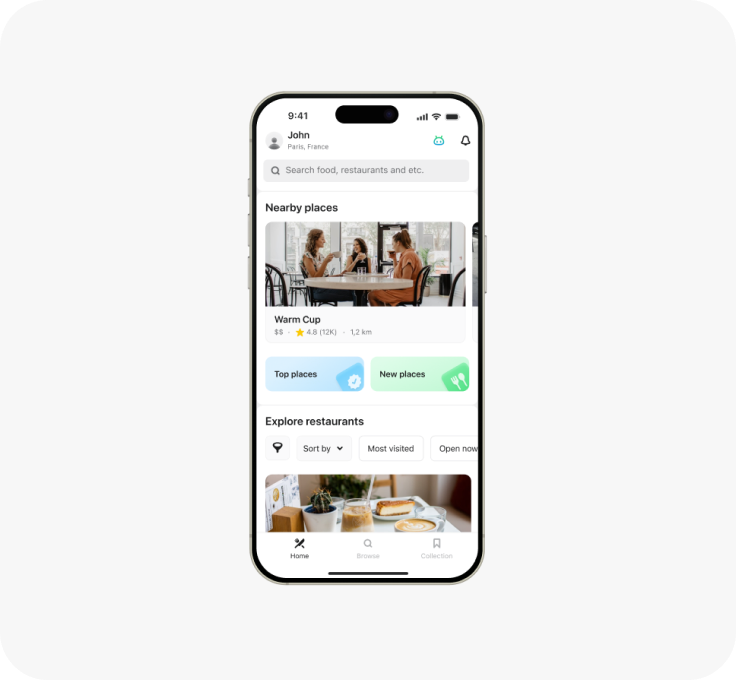 9:41
John
Paris, France
Search food, restaurants and etc.
Nearby places
Warm Cup
$$ · 4.8 (12K) · 1,2 km
Top places
New places
Explore restaurants
Sort by
Most visited
Open now
Home
Browse
Collection